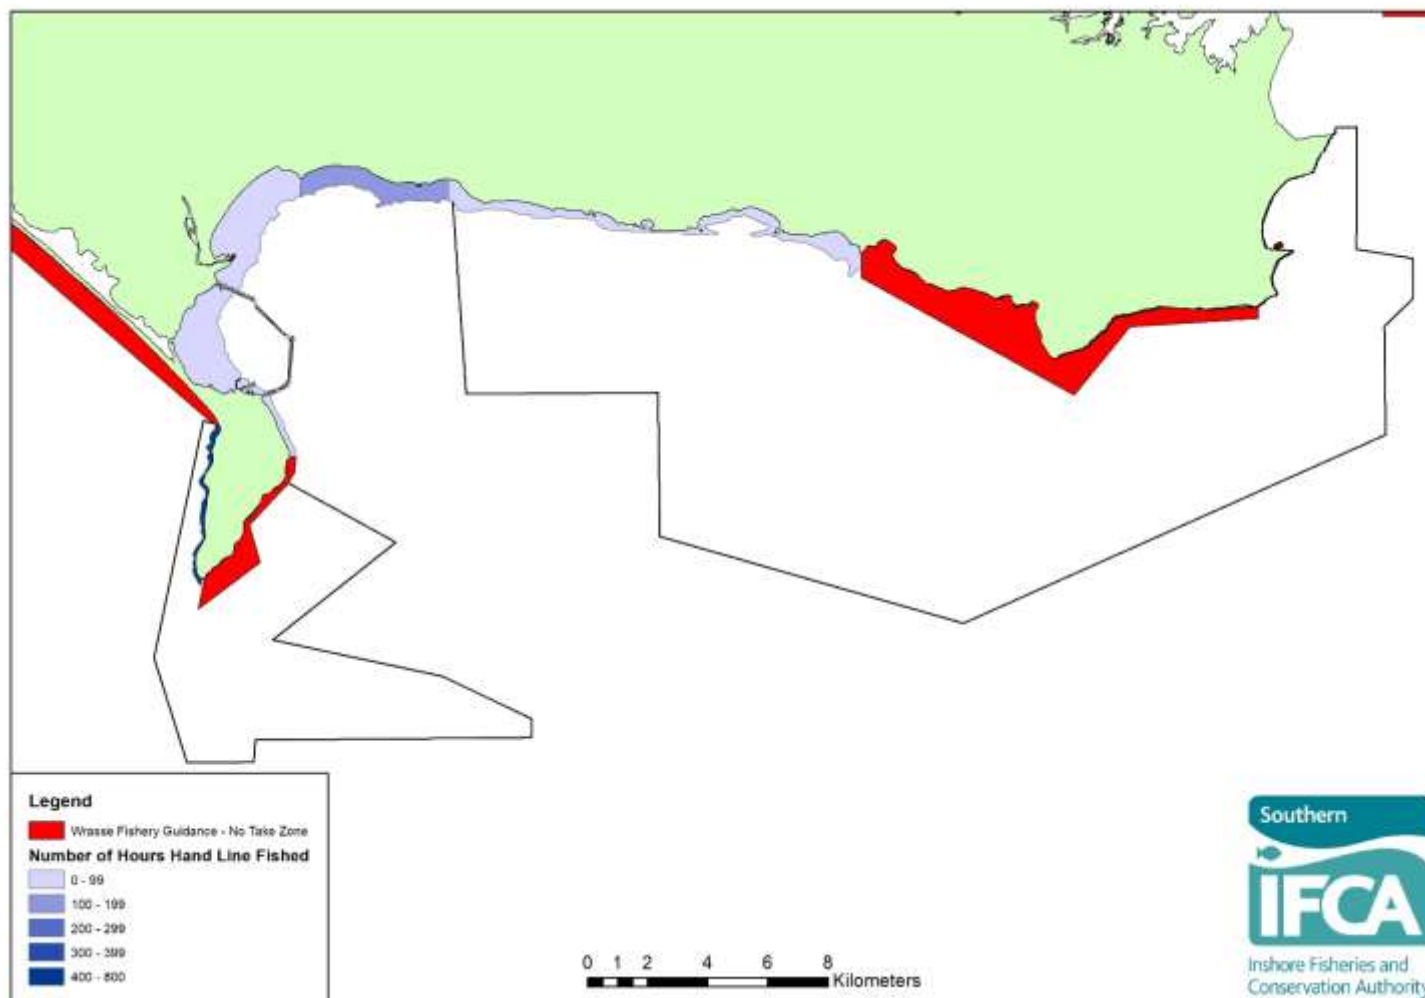 Legend
Wrasse Fishery Guidance - No Take Zone
Number of Hours Hand Line Fished
0 - 99
100 - 199
200 - 299
300 - 399
400 - 800
0 1 2 4 6 8
Kilometers
Southern
IFCA
Inshore Fisheries and
Conservation Authority